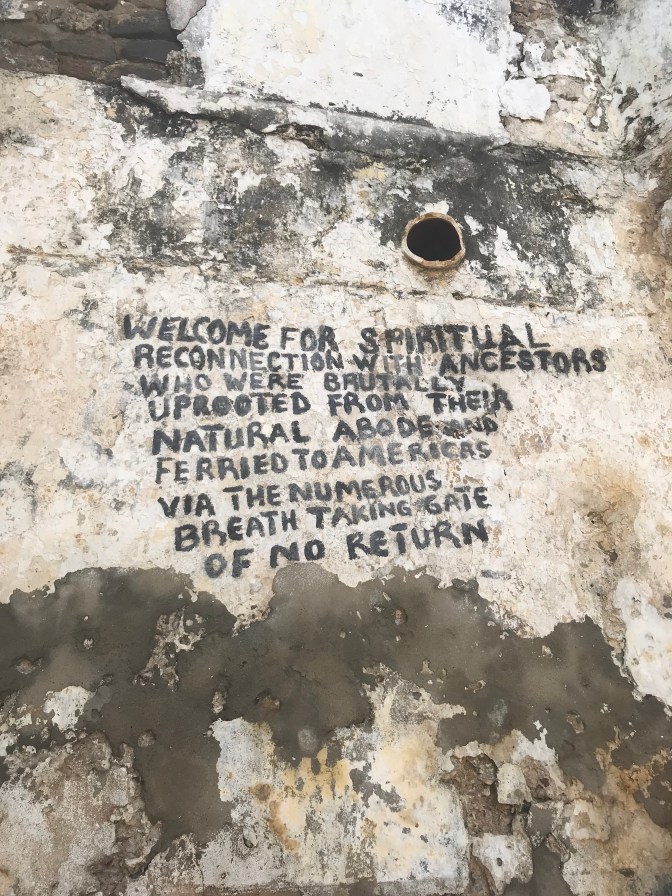 WELCOME FOR SPIRITUAL
RECONNECTION WITH ANCESTORS
WHO WERE BRUTALLY
UPROOTED FROM THEIR
NATURAL ABODE AND
FERRIED TO AMERICAS
VIA THE NUMEROUS
BREATH TAKING GATE
OF NO RETURN